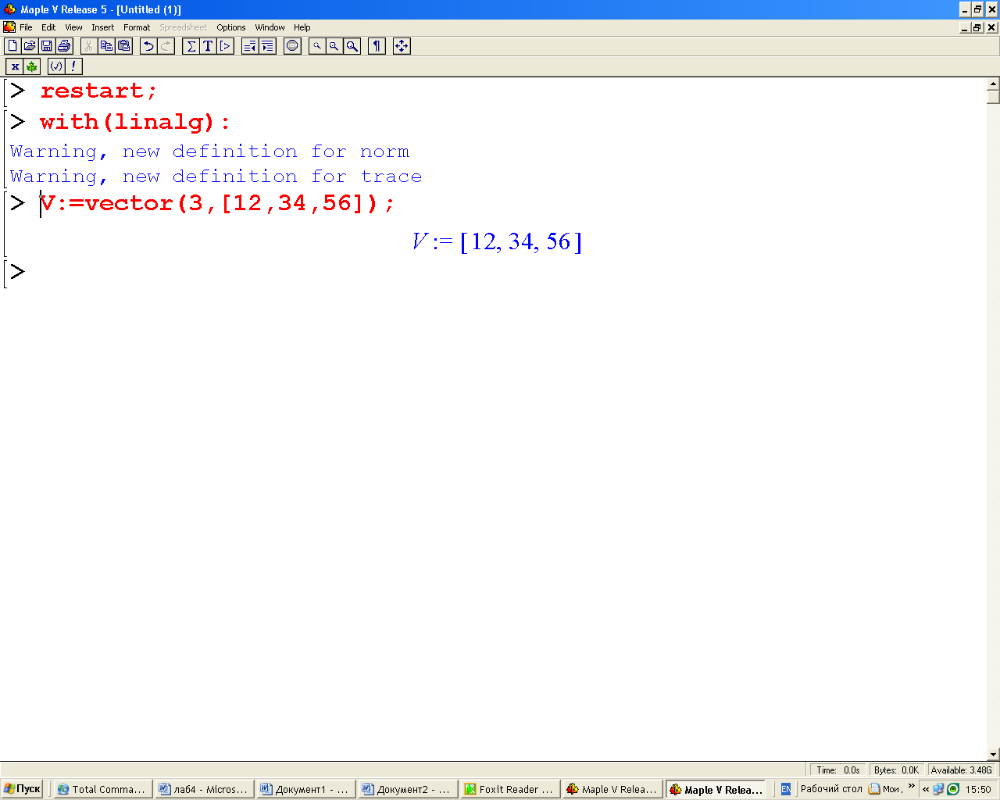 Maple V Release 5 - [Untitled (1)]
File Edit View Insert Format Spreadsheet Options Window Help
> restart;
> with(linalg):
Warning, new definition for norm
Warning, new definition for trace
> V:=vector(3,[12,34,56]);
V := [12, 34, 56]
>
Time: 0.0s Bytes: 0.0K Available: 3.48G
Пуск Total Comma... лаб4 - Micros... Документ1 - ... Документ2 - ... Foxit Reader ... Maple V Relea... Maple V Relea... EN Рабочий стол Мои . » « 15:50